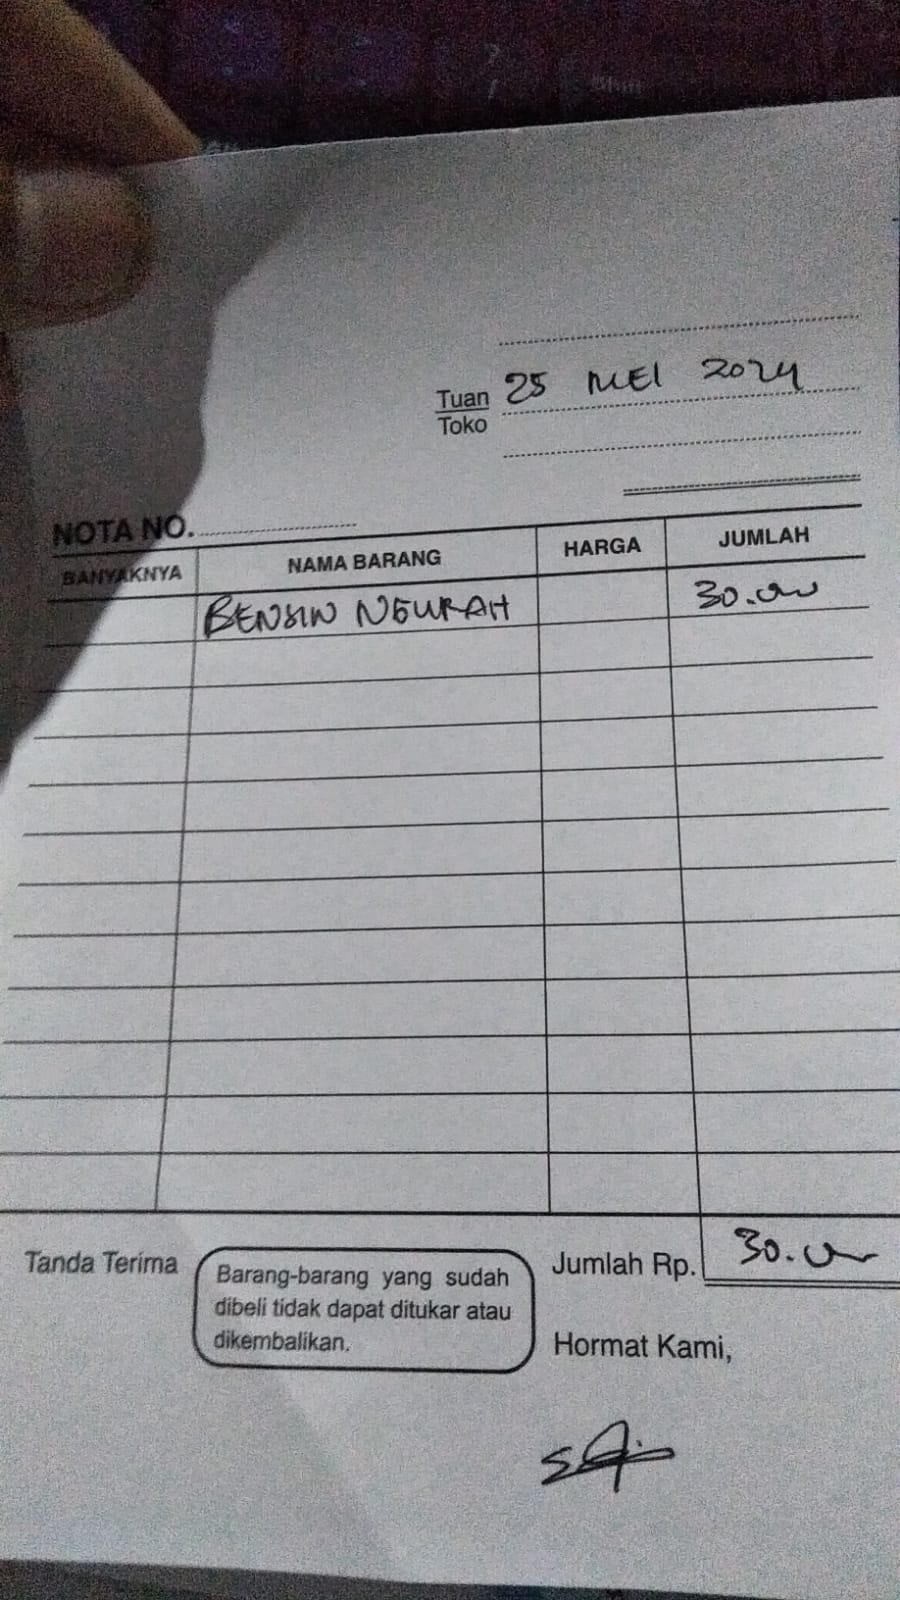 Tuan 25 MEI 2024
Toko
NOTA NO.
BANYAKNYA NAMA BARANG HARGA JUMLAH
BENSIN NGURAH 30.000
Tanda Terima
Barang-barang yang sudah
dibeli tidak dapat ditukar atau
dikembalikan.
Jumlah Rp. 30.000
Hormat Kami,